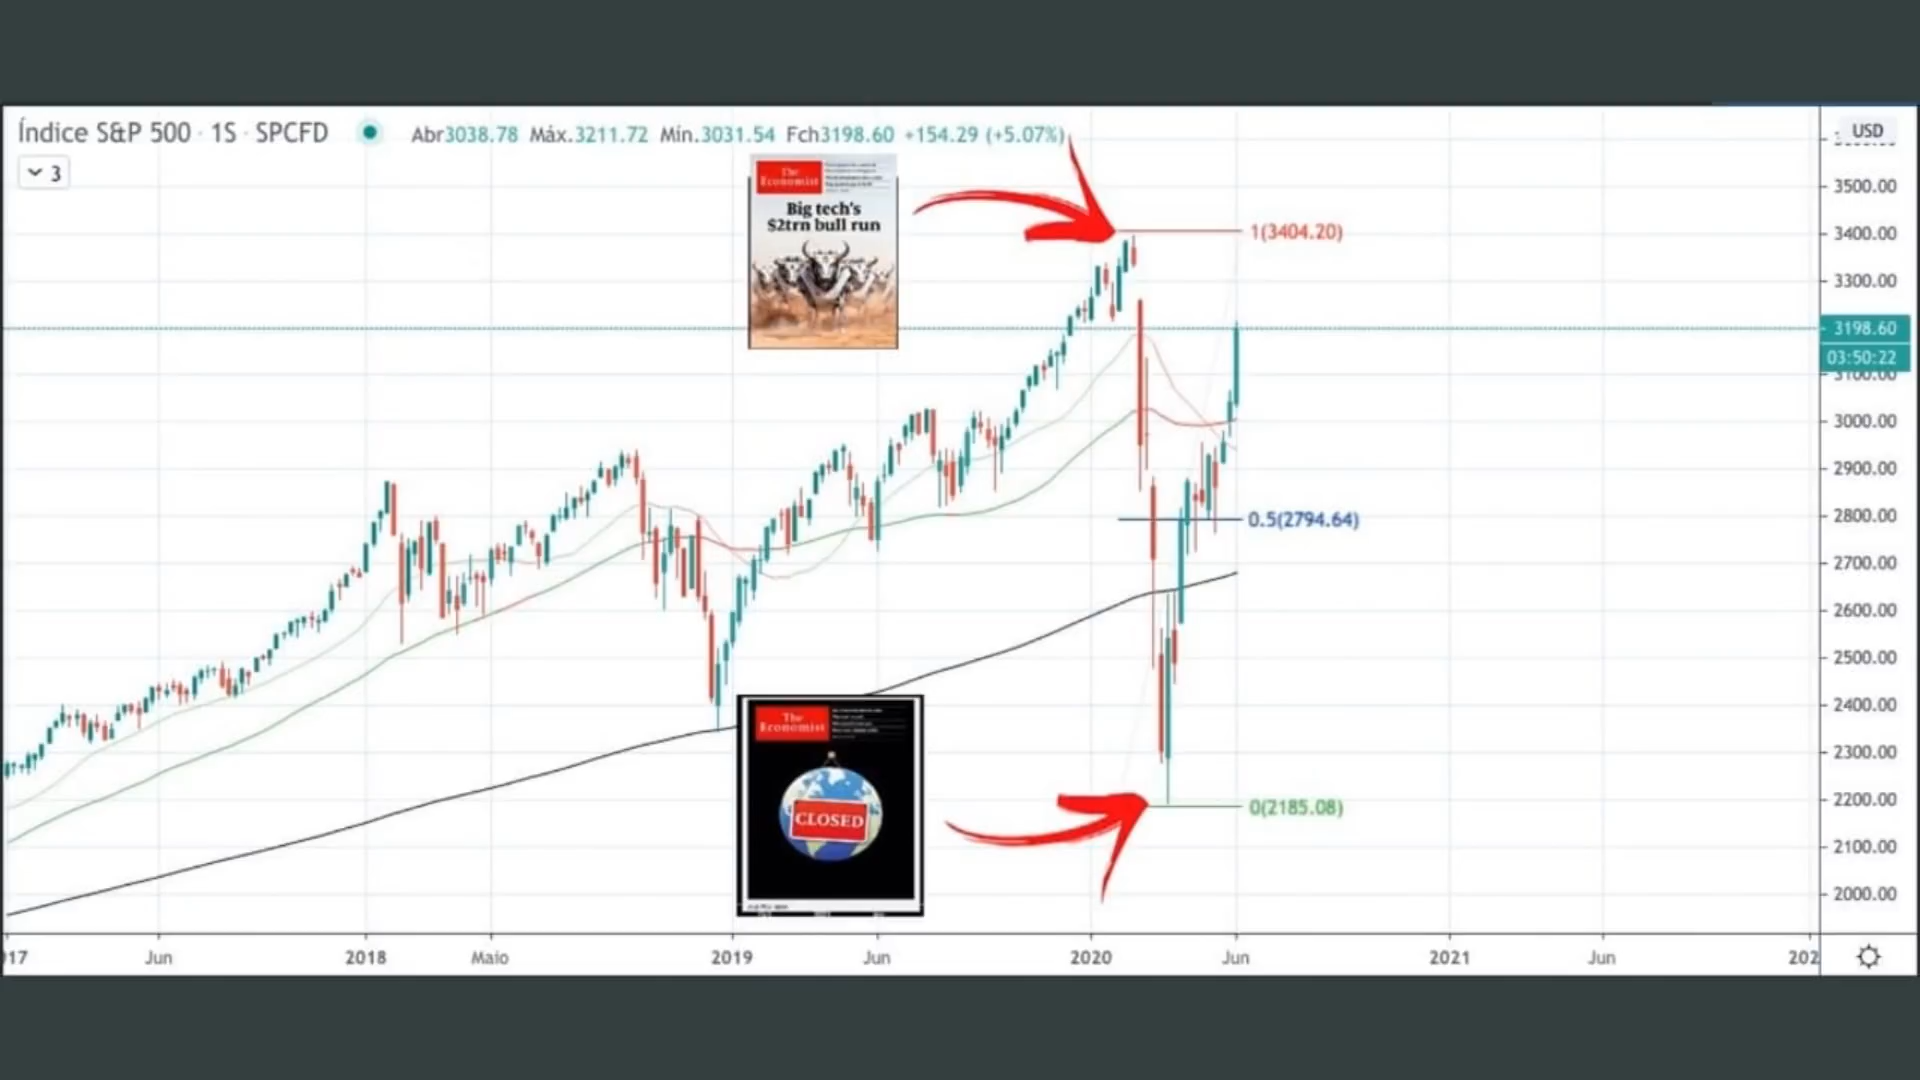 Índice S&P 500 · 1S · SPCFD Abr3038.78 Máx.3211.72 Mín.3031.54 Fch3198.60 +154.29 (+5.07%)
3
USD
The
Economist
Big tech's
$2trn bull run
3500.00
1(3404.20)
3400.00
3300.00
3198.60
03:50:22
3100.00
3000.00
2900.00
0.5(2794.64)
2800.00
2700.00
2600.00
2500.00
2400.00
The
Economist
CLOSED
2300.00
0(2185.08)
2200.00
2100.00
2000.00
17 Jun 2018 Maio 2019 Jun 2020 Jun 2021 Jun 202